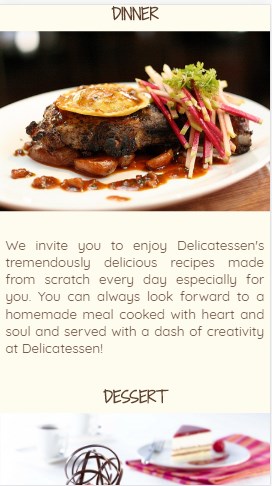 DINNER
We invite you to enjoy Delicatessen's
tremendously delicious recipes made
from scratch every day especially for
you. You can always look forward to a
homemade meal cooked with heart and
soul and served with a dash of creativity
at Delicatessen!
DESSERT